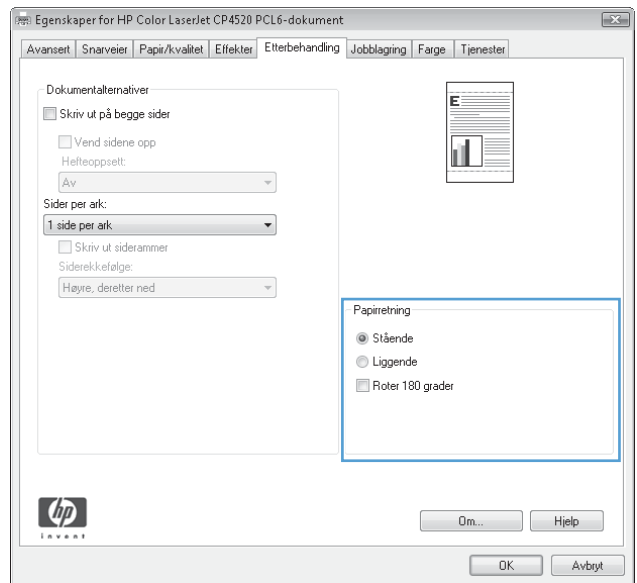 Egenskaper for HP Color LaserJet CP4520 PCL6-dokument
Avansert Snarveier Papir/kvalitet Effekter Etterbehandling Jobblagring Farge Tjenester
Dokumentalternativer
Skriv ut på begge sider
Vend sidene opp
Hefteoppsett:
Av
Sider per ark:
1 side per ark
Skriv ut siderammer
Siderekkefølge:
Høyre, deretter ned
E
Papirretning
Stående
Liggende
Roter 180 grader
hp
invent
Om... Hjelp
OK Avbryt